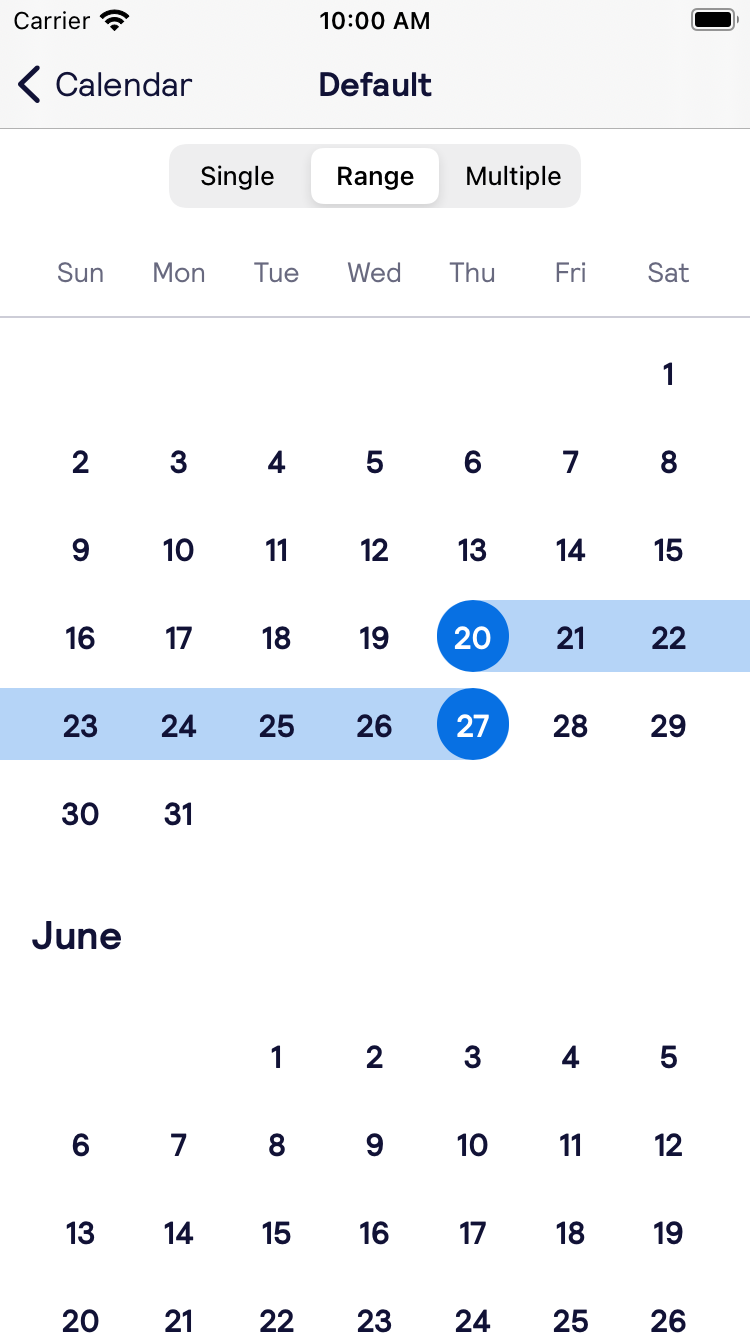 Carrier 10:00 AM
Calendar Default
Single Range Multiple
Sun Mon Tue Wed Thu Fri Sat
1
2 3 4 5 6 7 8
9 10 11 12 13 14 15
16 17 18 19 20 21 22
23 24 25 26 27 28 29
30 31
June
1 2 3 4 5
6 7 8 9 10 11 12
13 14 15 16 17 18 19
20 21 22 23 24 25 26